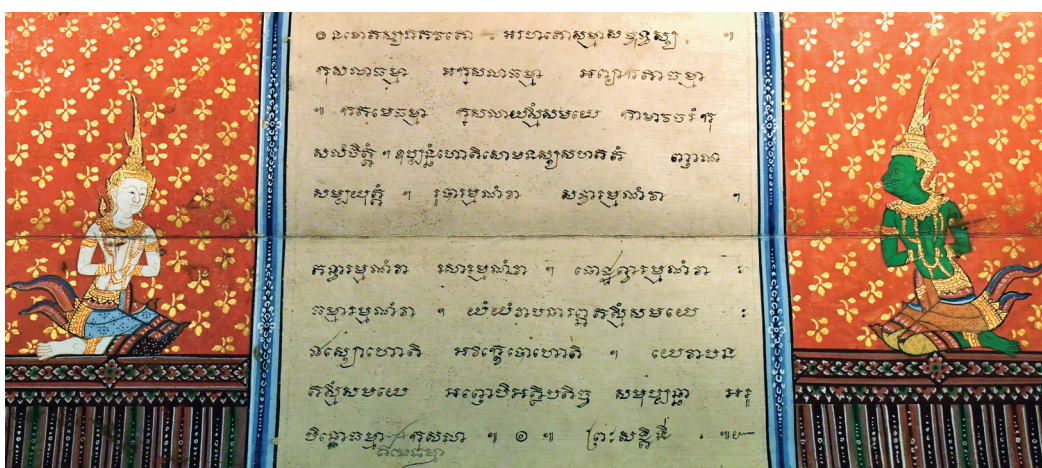 ๏ នមោតស្សភគវតោ អរហតោសម្មាសម្ពុទ្ធស្ស ៕
កុសលាធម្មា អកុសលាធម្មា អព្យាកតាធម្មា
៕ កតមេធម្មា កុសលាយស្មិំសមយេ កាមាវចរំ កុ
សលំចិត្តំ ។ ឧប្បន្នំហោតិសោមនស្សសហគតំ ញាណ
សម្បយុត្តំ ។ រូបារម្មណំវា សទ្ទារម្មណំវា ។
គន្ធារម្មណំវា រសារម្មណំវា ។ ផោដ្ឋព្វារម្មណំវា ៈ
ធម្មារម្មណំវា ។ យំយំវាបនារព្ភតស្មិំសមយេ ៈ
ផស្សោហោតិ អវិក្ខេបោហោតិ ។ យេវាបន
តស្មិំសមយេ អញ្ញេបិអត្ថិបដិច្ច សមុប្បន្នា អរូ
បិនោធម្មា កុសលា ៕ ๏ ៕ ព្រះសង្គិណី ៕
ឥមេធម្មា